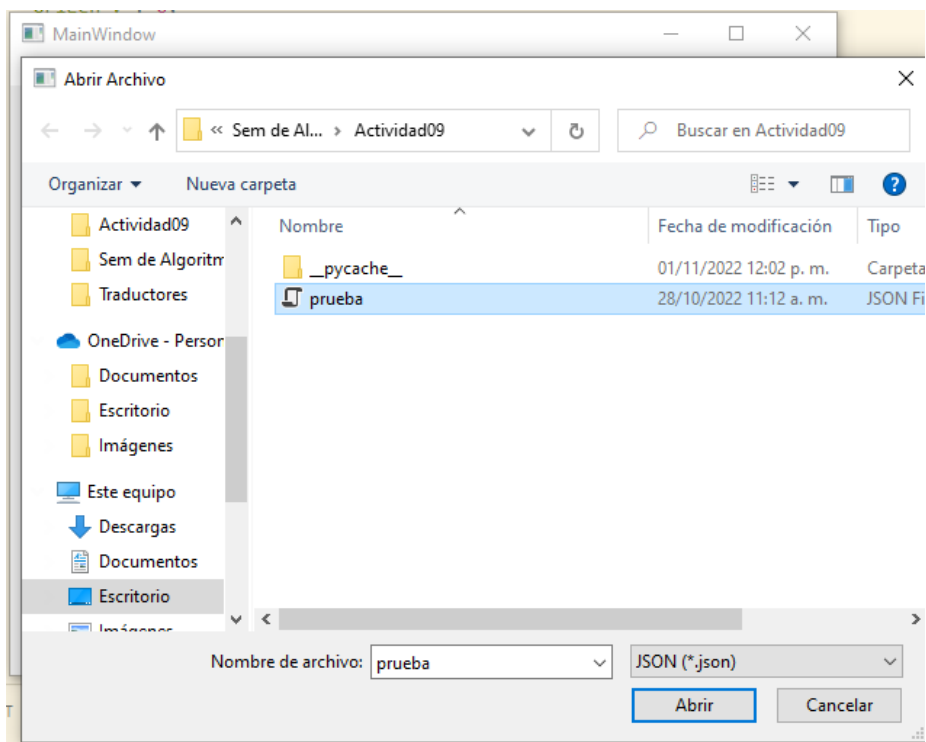 MainWindow
Abrir Archivo
« Sem de Al... › Actividad09
Buscar en Actividad09
Organizar
Nueva carpeta
Actividad09
Sem de Algoritm
Traductores
OneDrive - Person
Documentos
Escritorio
Imágenes
Este equipo
Descargas
Documentos
Escritorio
Nombre Fecha de modificación Tipo
__pycache__ 01/11/2022 12:02 p. m. Carpeta
prueba 28/10/2022 11:12 a. m. JSON Fi
Nombre de archivo: prueba JSON (*.json)
Abrir Cancelar